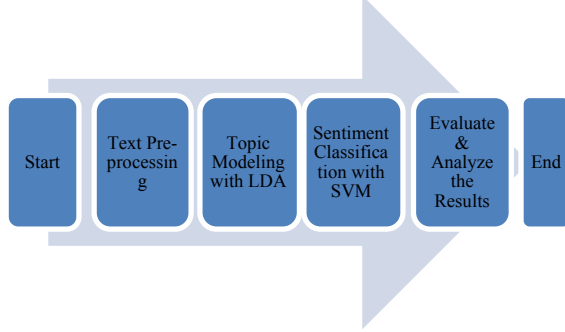 Start
Text Pre-
processin
g
Topic
Modeling
with LDA
Sentiment
Classifica
tion with
SVM
Evaluate
&
Analyze
the
Results
End